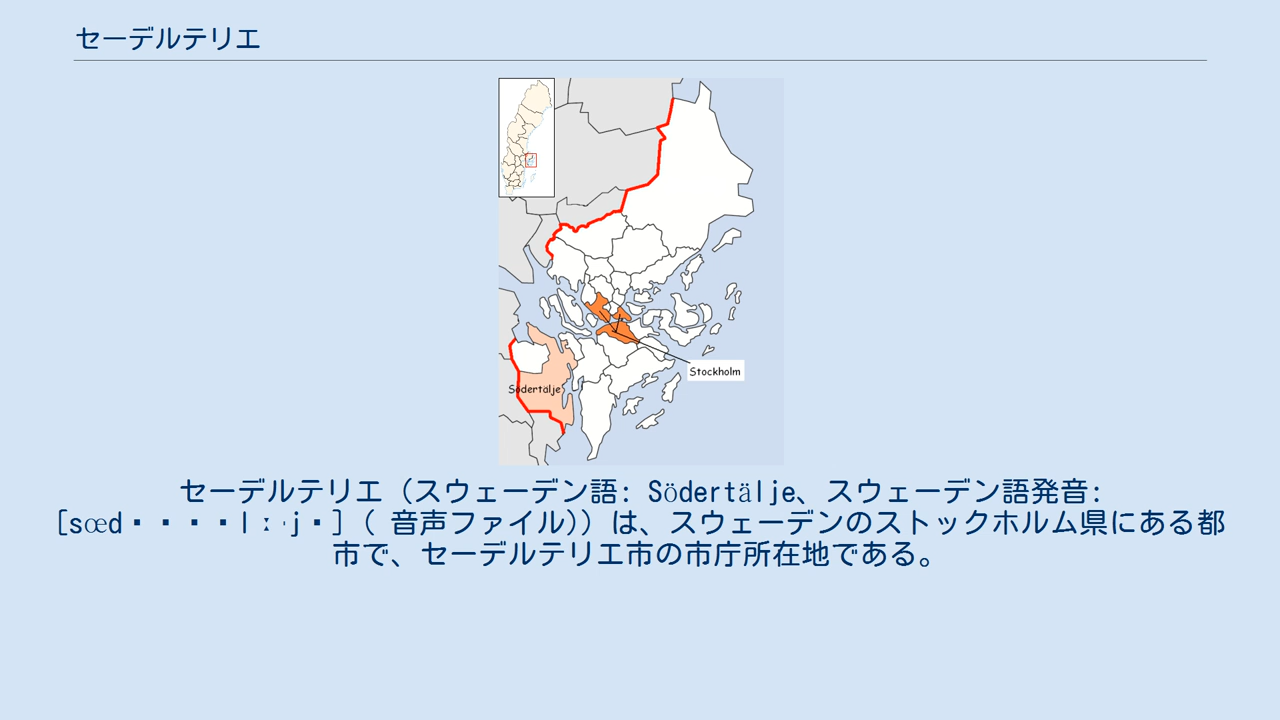 セーデルテリエ
Stockholm
Södertälje
セーデルテリエ (スウェーデン語: Södertälje、スウェーデン語発音:
[sœd▪▪▪▪lːˈj▪] ( 音声ファイル)) は、スウェーデンのストックホルム県にある都
市で、セーデルテリエ市の市庁所在地である。